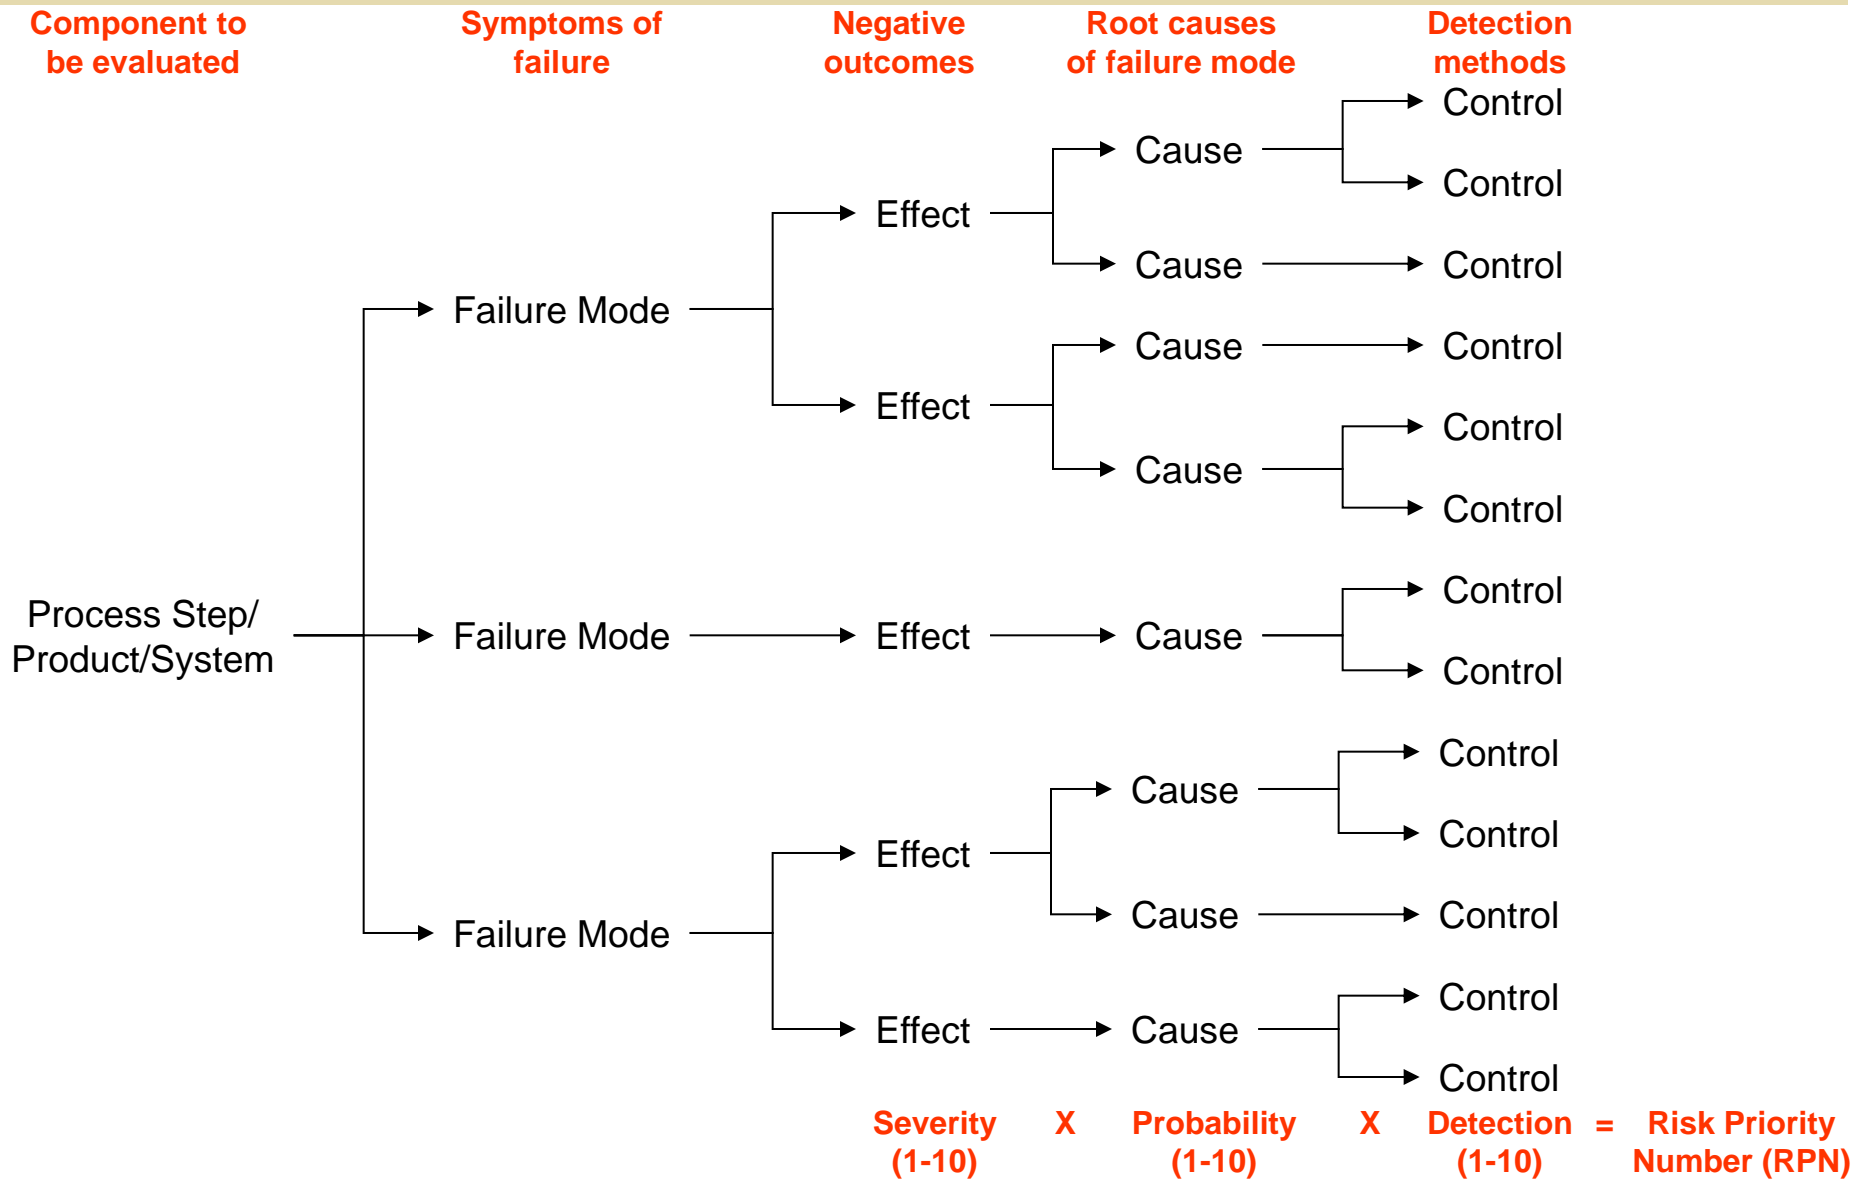 Component to
be evaluated
Symptoms of
failure
Negative
outcomes
Root causes
of failure mode
Detection
methods
Control
Cause
Control
Effect
Cause
Control
Failure Mode
Cause
Control
Effect
Control
Cause
Control
Control
Process Step/
Product/System
Failure Mode
Effect
Cause
Control
Control
Cause
Control
Effect
Cause
Control
Failure Mode
Control
Effect
Cause
Control
Severity
(1-10)
X
Probability
(1-10)
X
Detection
(1-10)
=
Risk Priority
Number (RPN)